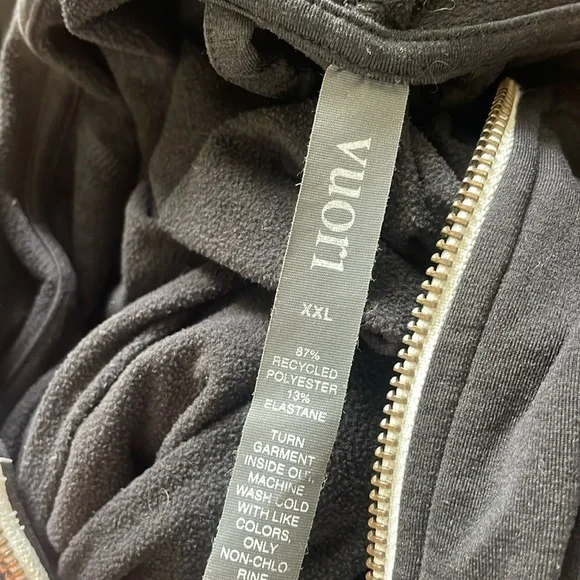 vuori
XXL
87%
RECYCLED
POLYESTER
13%
ELASTANE
TURN
GARMENT
INSIDE OUT,
MACHINE
WASH COLD
WITH LIKE
COLORS,
ONLY
NON-CHLO
RINE